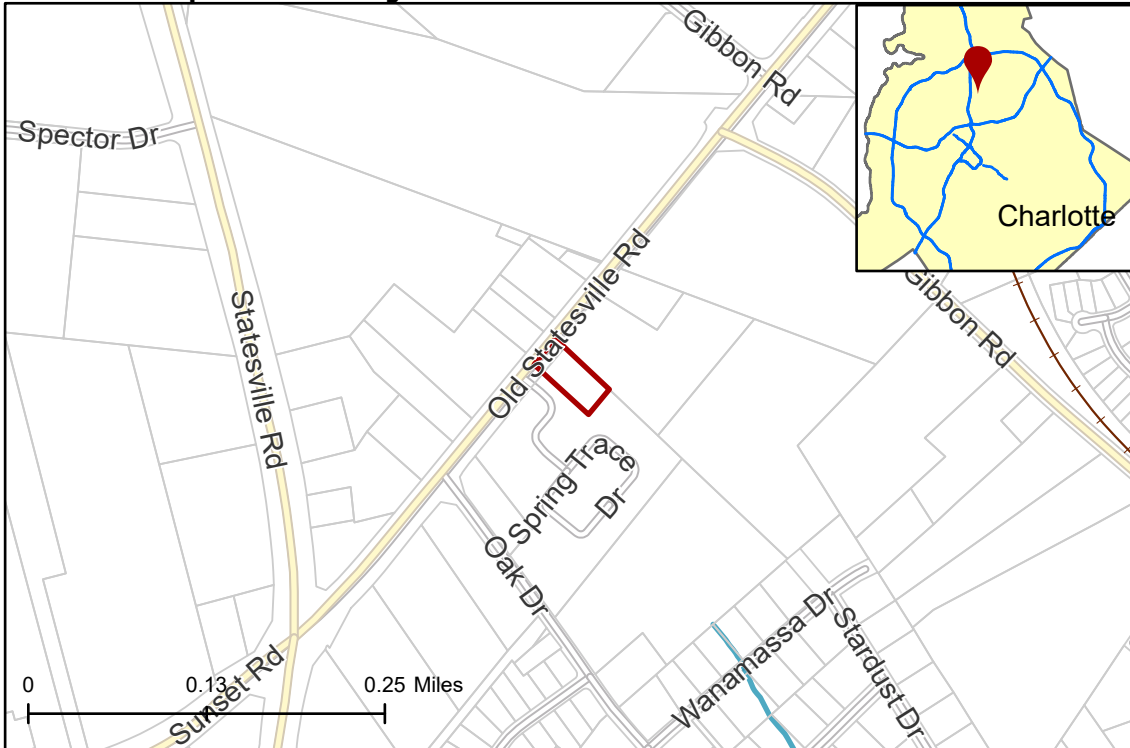 Gibbon Rd
Spector Dr
Charlotte
Old Statesville Rd
Gibbon Rd
Statesville Rd
Spring Trace
Dr
Oak Dr
Wanamassa Dr
Stardust Dr
Sunset Rd
0 0.13 0.25 Miles